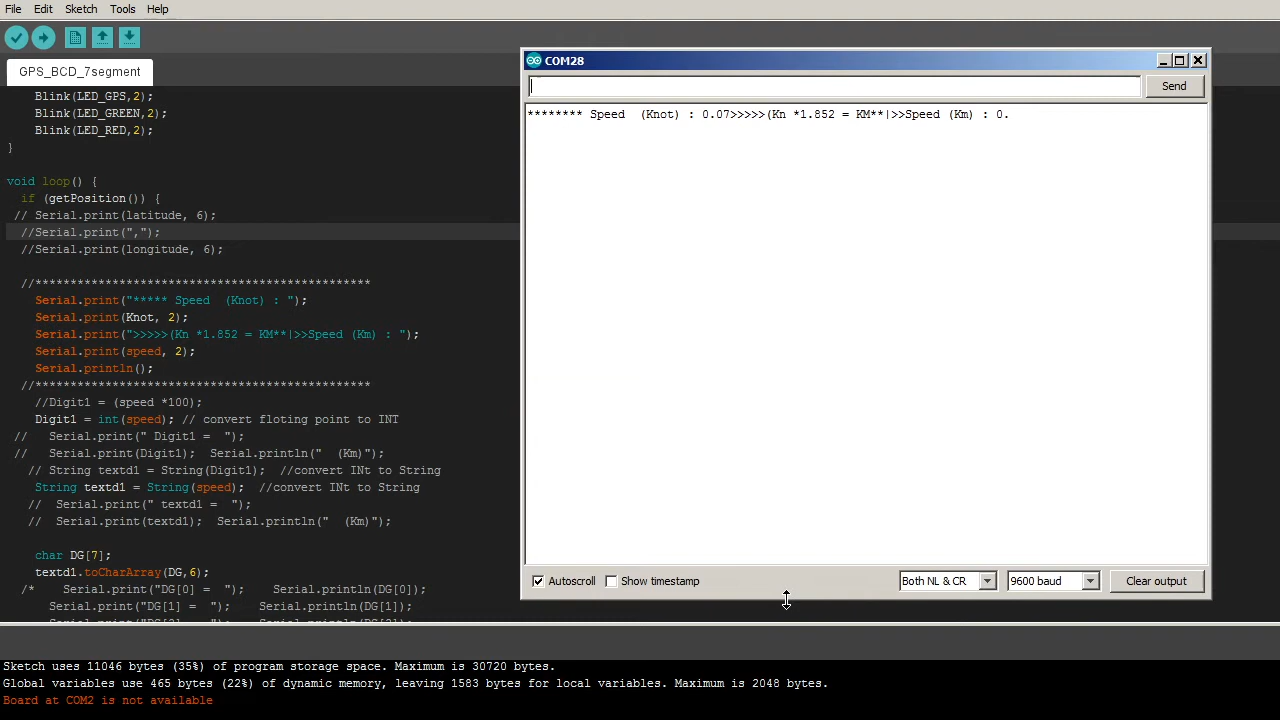 File Edit Sketch Tools Help
GPS_BCD_7segment
Blink(LED_GPS,2);
Blink(LED_GREEN,2);
Blink(LED_RED,2);
}
void loop() {
if (getPosition()) {
// Serial.print(latitude, 6);
//Serial.print(",");
//Serial.print(longitude, 6);
//************************************************
Serial.print("***** Speed  (Knot) : ");
Serial.print(Knot, 2);
Serial.print(">>>>>(Kn *1.852 = KM**|>>Speed (Km) : ");
Serial.print(speed, 2);
Serial.println();
//************************************************
//Digit1 = (speed *100);
Digit1 = int(speed); // convert floting point to INT
//   Serial.print(" Digit1 =  ");
//   Serial.print(Digit1);  Serial.println("  (Km)");
// String textd1 = String(Digit1);  //convert INt to String
String textd1 = String(speed);  //convert INt to String
//  Serial.print(" textd1 =  ");
//  Serial.print(textd1);  Serial.println("  (Km)");
char DG[7];
textd1.toCharArray(DG,6);
/*    Serial.print("DG[0] =  ");    Serial.println(DG[0]);
Serial.print("DG[1] =  ");    Serial.println(DG[1]);
COM28
Send
******** Speed  (Knot) : 0.07>>>>>(Kn *1.852 = KM**|>>Speed (Km) : 0.
Autoscroll Show timestamp Both NL & CR 9600 baud Clear output
Sketch uses 11046 bytes (35%) of program storage space. Maximum is 30720 bytes.
Global variables use 465 bytes (22%) of dynamic memory, leaving 1583 bytes for local variables. Maximum is 2048 bytes.
Board at COM2 is not available